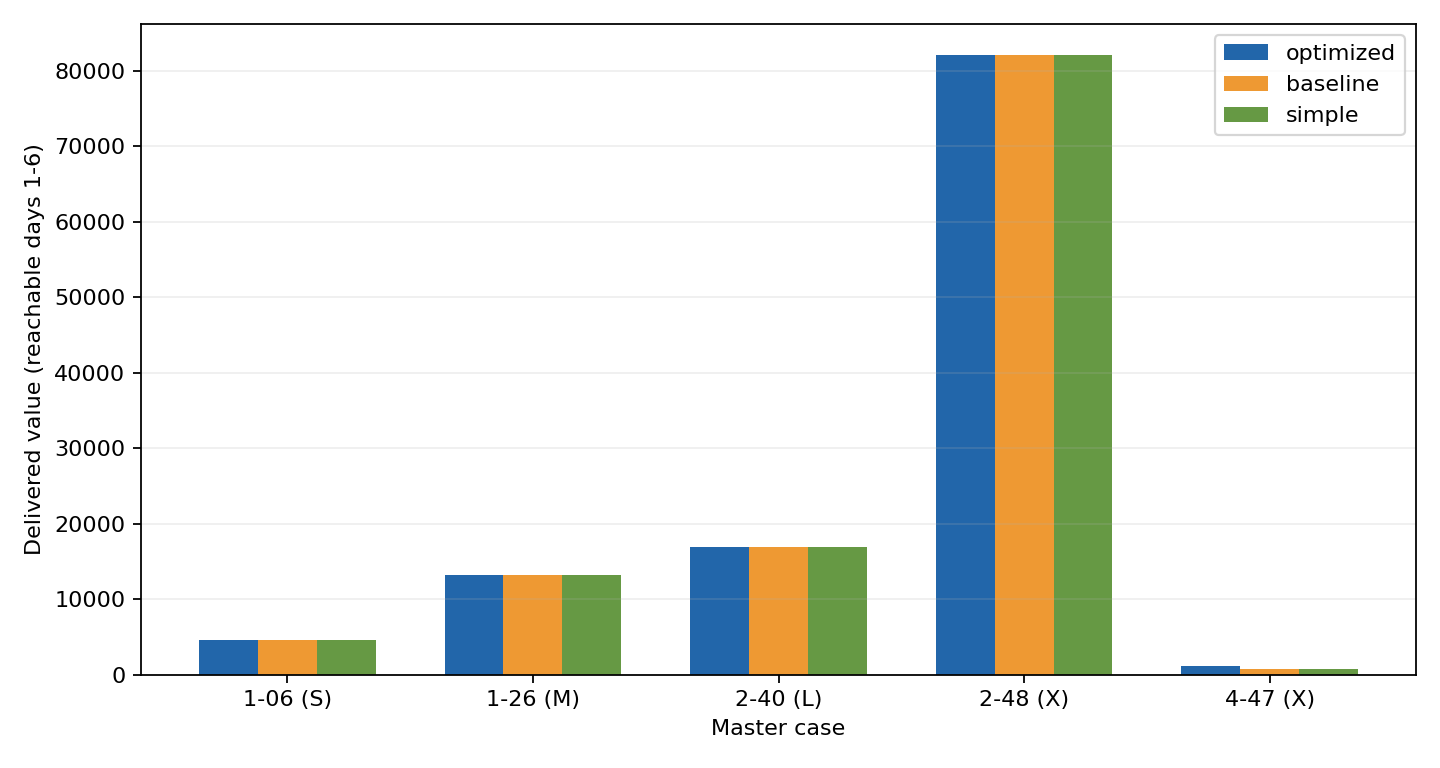 optimized
baseline
simple
Delivered value (reachable days 1-6)
80000
70000
60000
50000
40000
30000
20000
10000
0
1-06 (S) 1-26 (M) 2-40 (L) 2-48 (X) 4-47 (X)
Master case